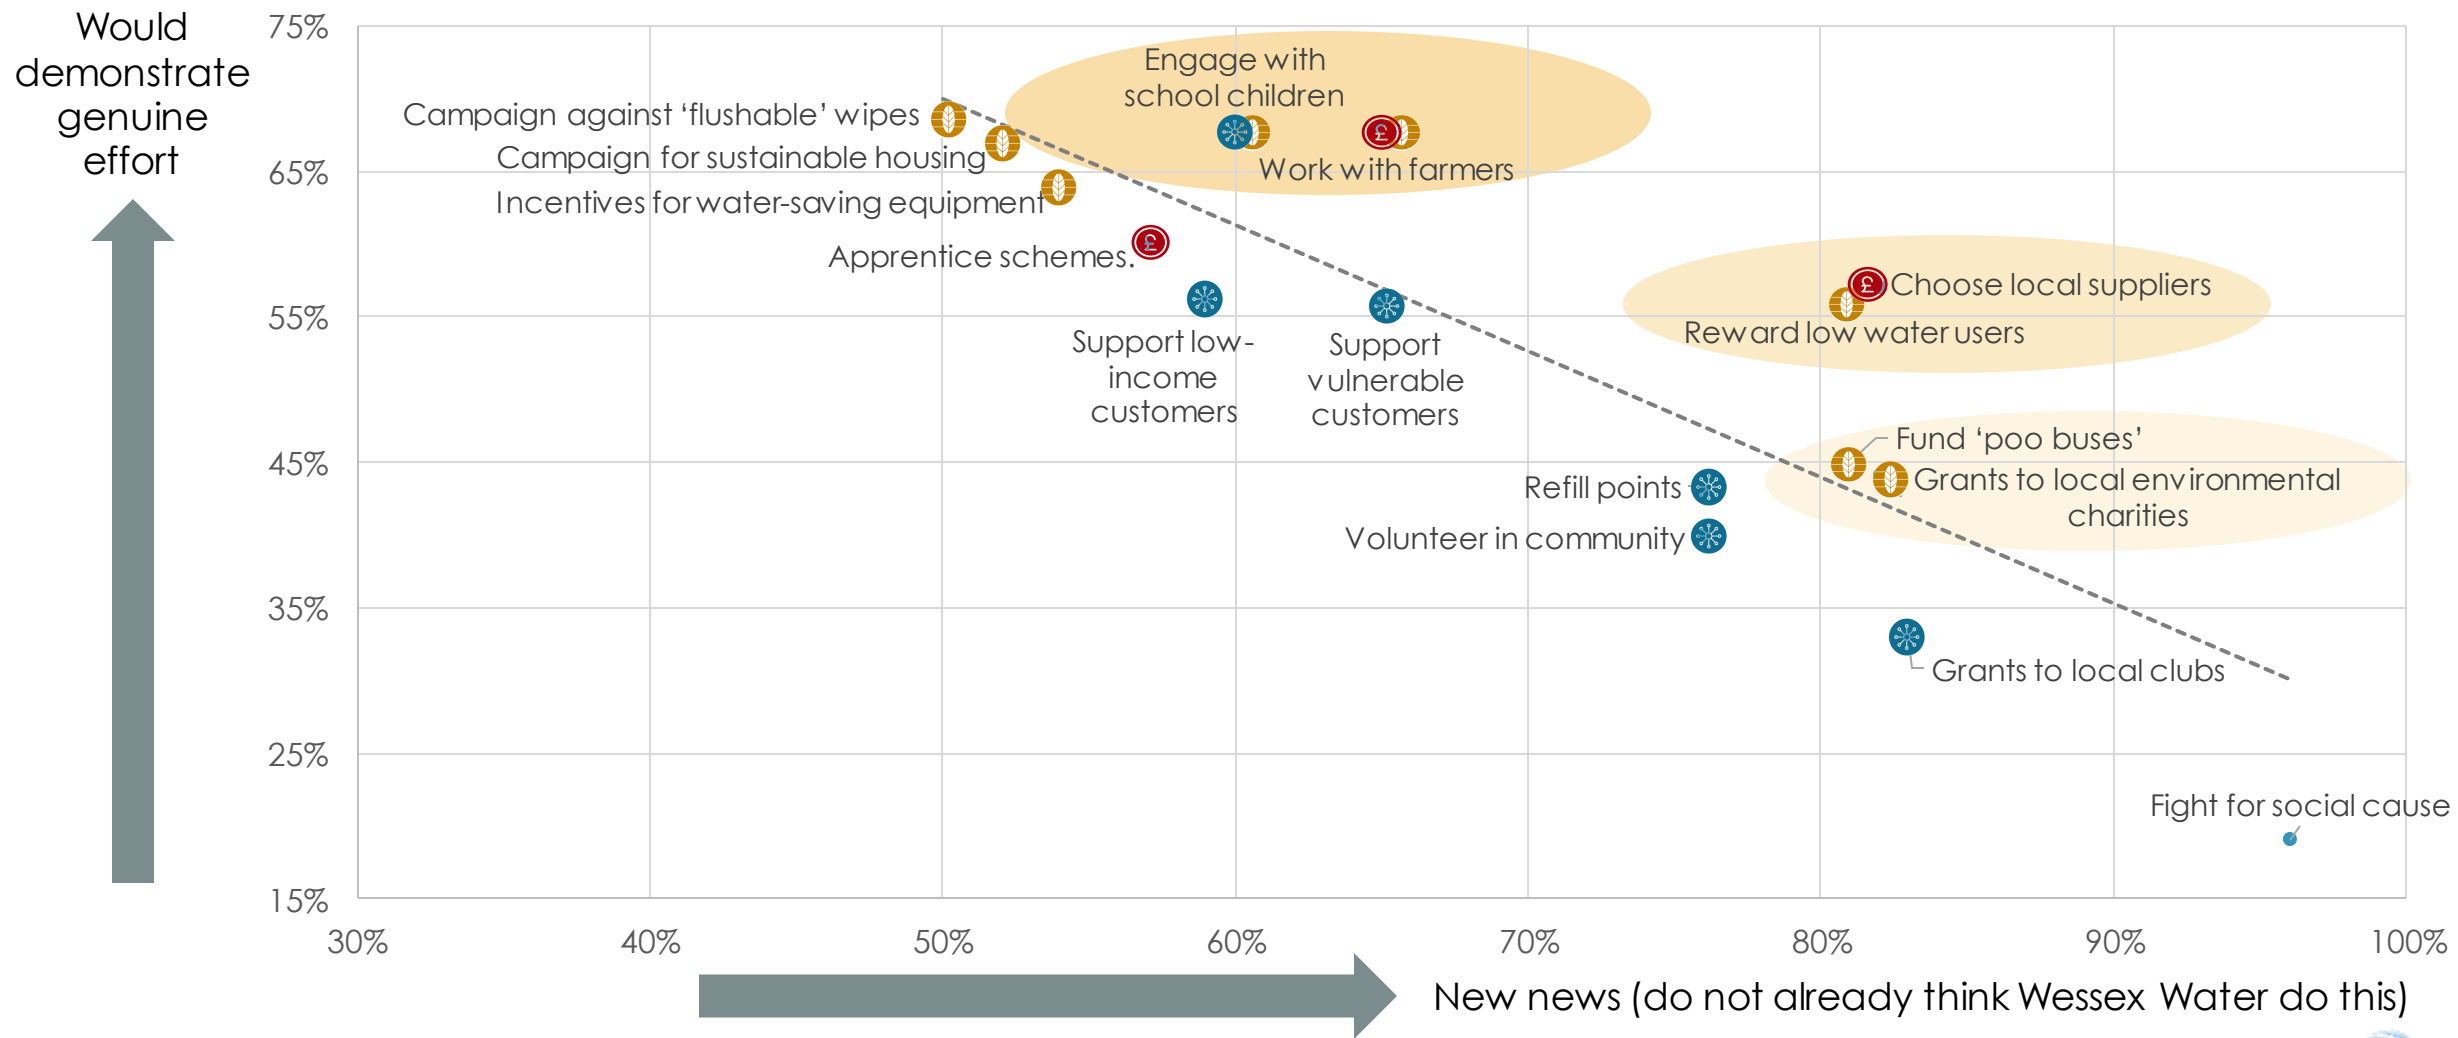 Would
demonstrate
genuine
effort
75%
65%
55%
45%
35%
25%
15%
Engage with
school children
Campaign against ‘flushable’ wipes
Campaign for sustainable housing
Work with farmers
Incentives for water-saving equipment
Apprentice schemes.
£
£
£
Choose local suppliers
Reward low water users
Support low-
income
customers
Support
vulnerable
customers
Fund ‘poo buses’
Refill points
Grants to local environmental
charities
Volunteer in community
Grants to local clubs
Fight for social cause
30%
40%
50%
60%
70%
80%
90%
100%
New news (do not already think Wessex Water do this)